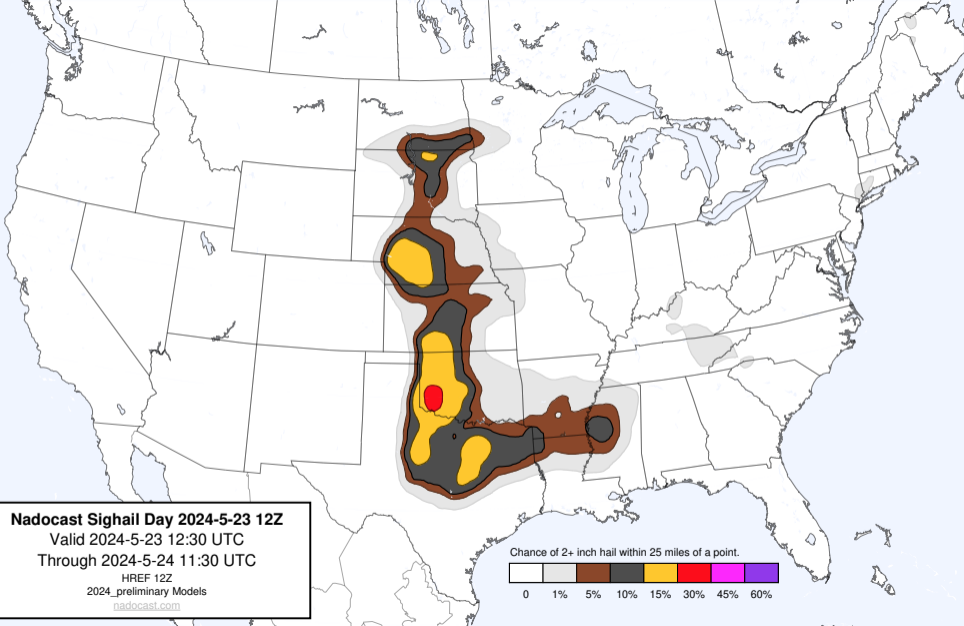 Nadocast Sighail Day 2024-5-23 12Z
Valid 2024-5-23 12:30 UTC
Through 2024-5-24 11:30 UTC
HREF 12Z
2024_preliminary Models
nadocast.com
Chance of 2+ inch hail within 25 miles of a point.
0 1% 5% 10% 15% 30% 45% 60%